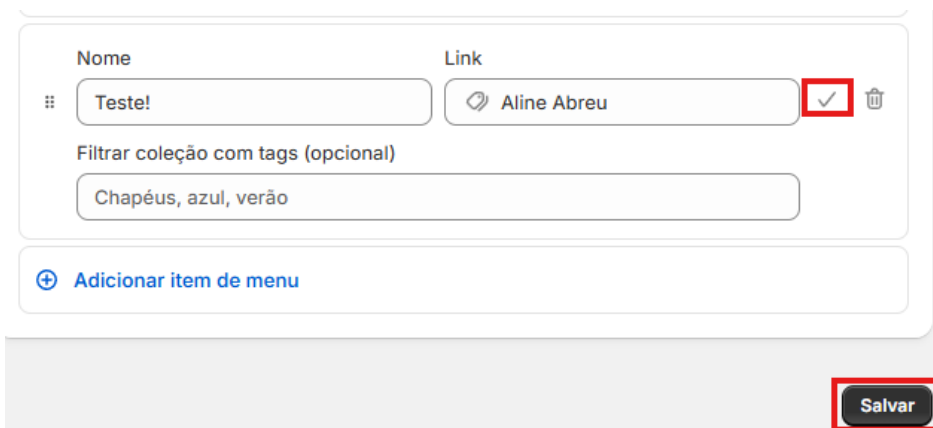 Nome Link
Teste! Aline Abreu
Filtrar coleção com tags (opcional)
Chapéus, azul, verão
Adicionar item de menu
Salvar